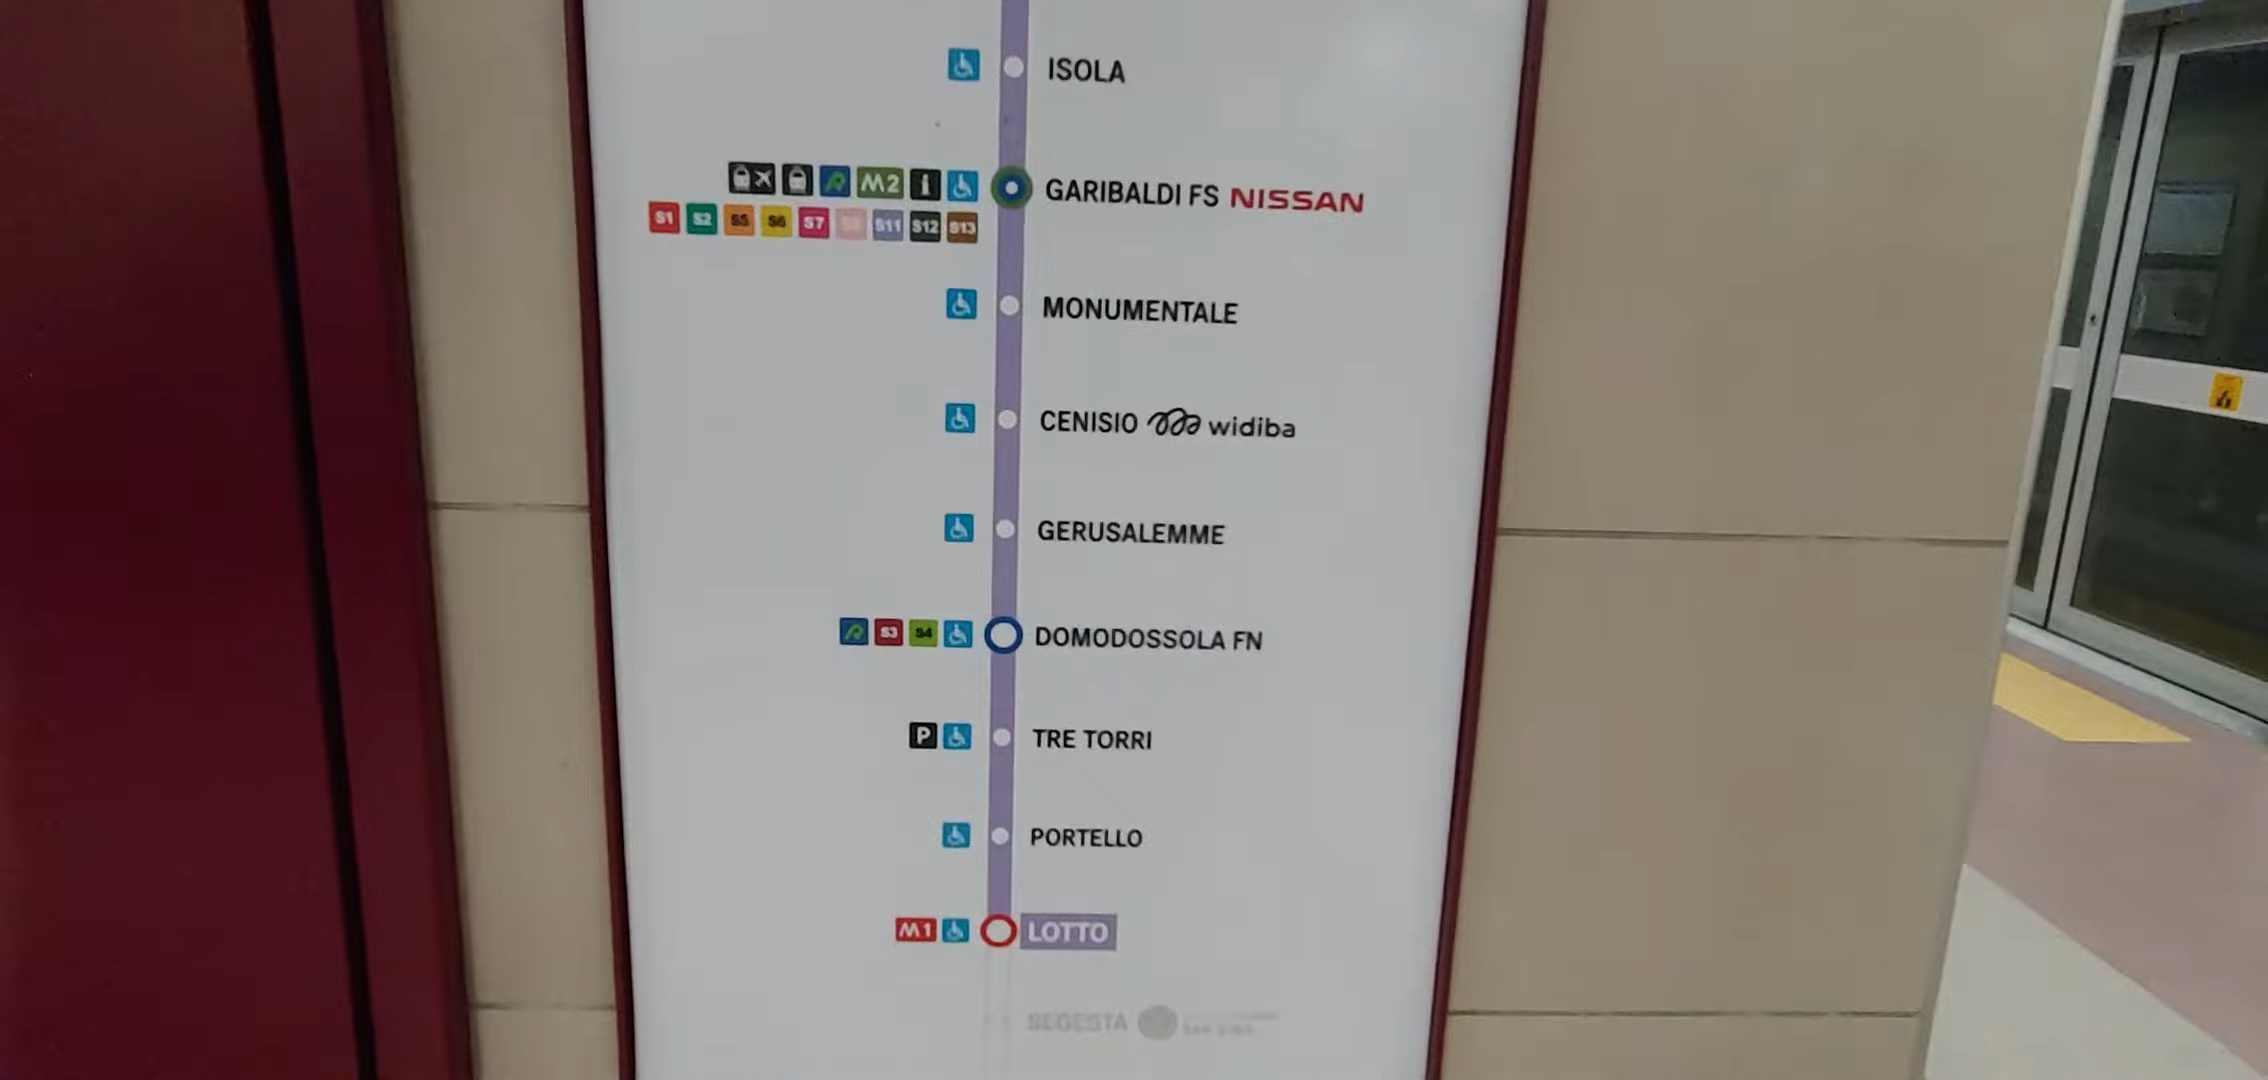 ISOLA
M2 i GARIBALDI FS NISSAN
S1 S2 S5 S6 S7 S11 S12 S13
MONUMENTALE
CENISIO widiba
GERUSALEMME
S3 S4 DOMODOSSOLA FN
P TRE TORRI
PORTELLO
M1 LOTTO
SEGESTA